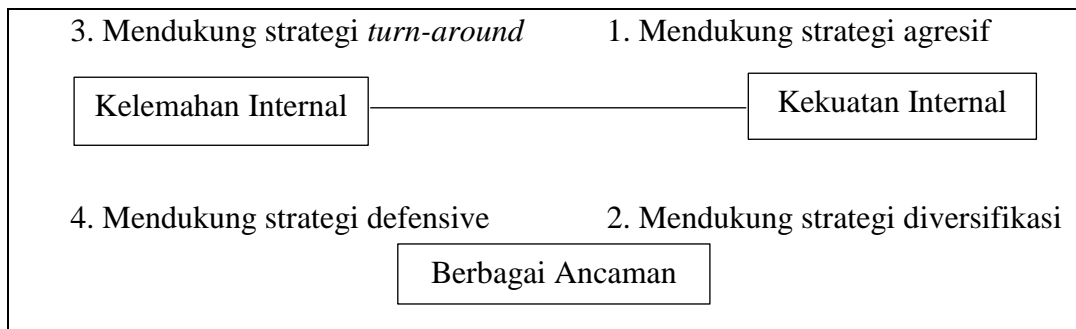 3. Mendukung strategi turn-around 1. Mendukung strategi agresif
Kelemahan Internal Kekuatan Internal
4. Mendukung strategi defensive 2. Mendukung strategi diversifikasi
Berbagai Ancaman